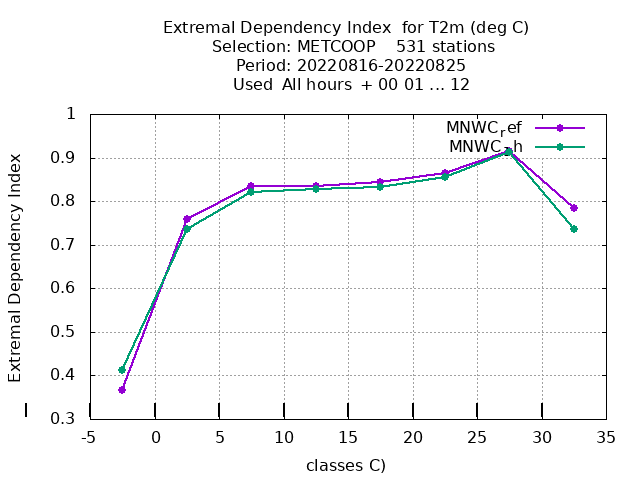 Extremal Dependency Index  for T2m (deg C)
Selection: METCOOP    531 stations
Period: 20220816-20220825
Used  All hours  + 00 01 ... 12
MNWC_ref
1
0.9
0.8
0.7
0.6
0.5
0.4
0.3
Extremal Dependency Index
-5
0
5
10
15
20
25
30
35
classes C)